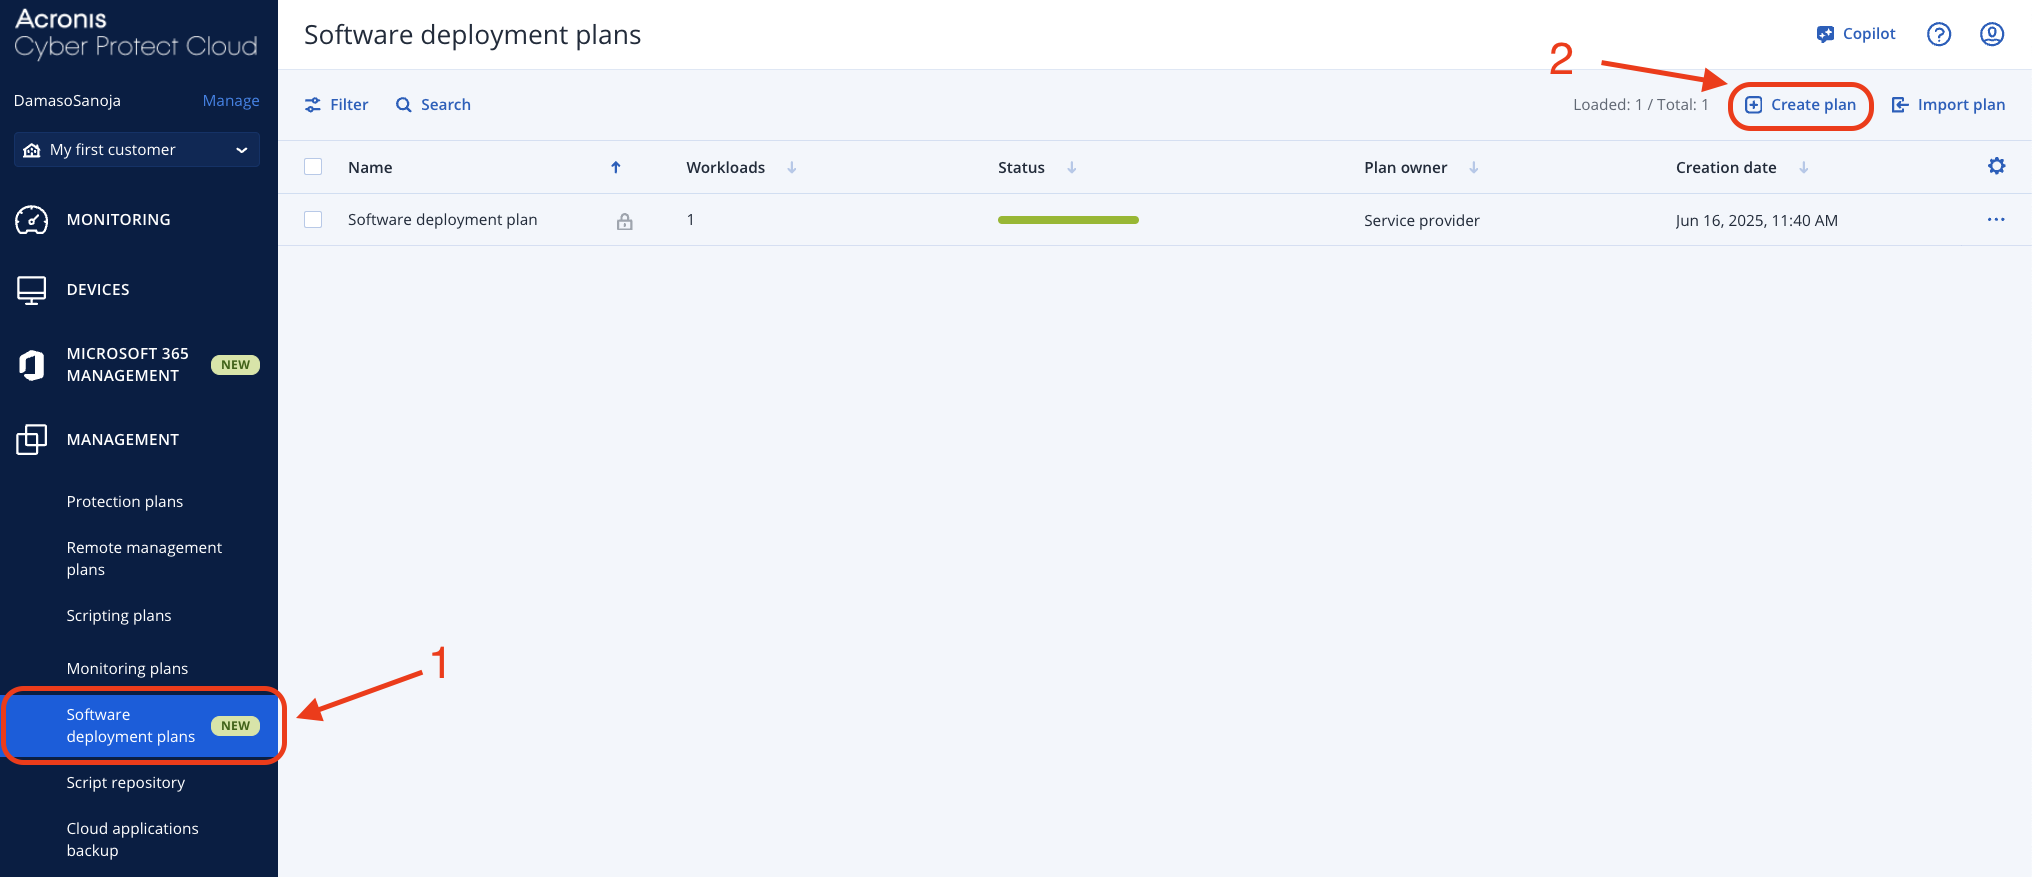 Acronis
Cyber Protect Cloud
DamasoSanoja Manage
My first customer
MONITORING
DEVICES
MICROSOFT 365
MANAGEMENT
NEW
MANAGEMENT
Protection plans
Remote management
plans
Scripting plans
Monitoring plans
Software
deployment plans
NEW
Script repository
Cloud applications
backup
1
Software deployment plans
Copilot
2
Filter Search Loaded: 1 / Total: 1 Create plan Import plan
Name Workloads Status Plan owner Creation date
Software deployment plan 1 Service provider Jun 16, 2025, 11:40 AM